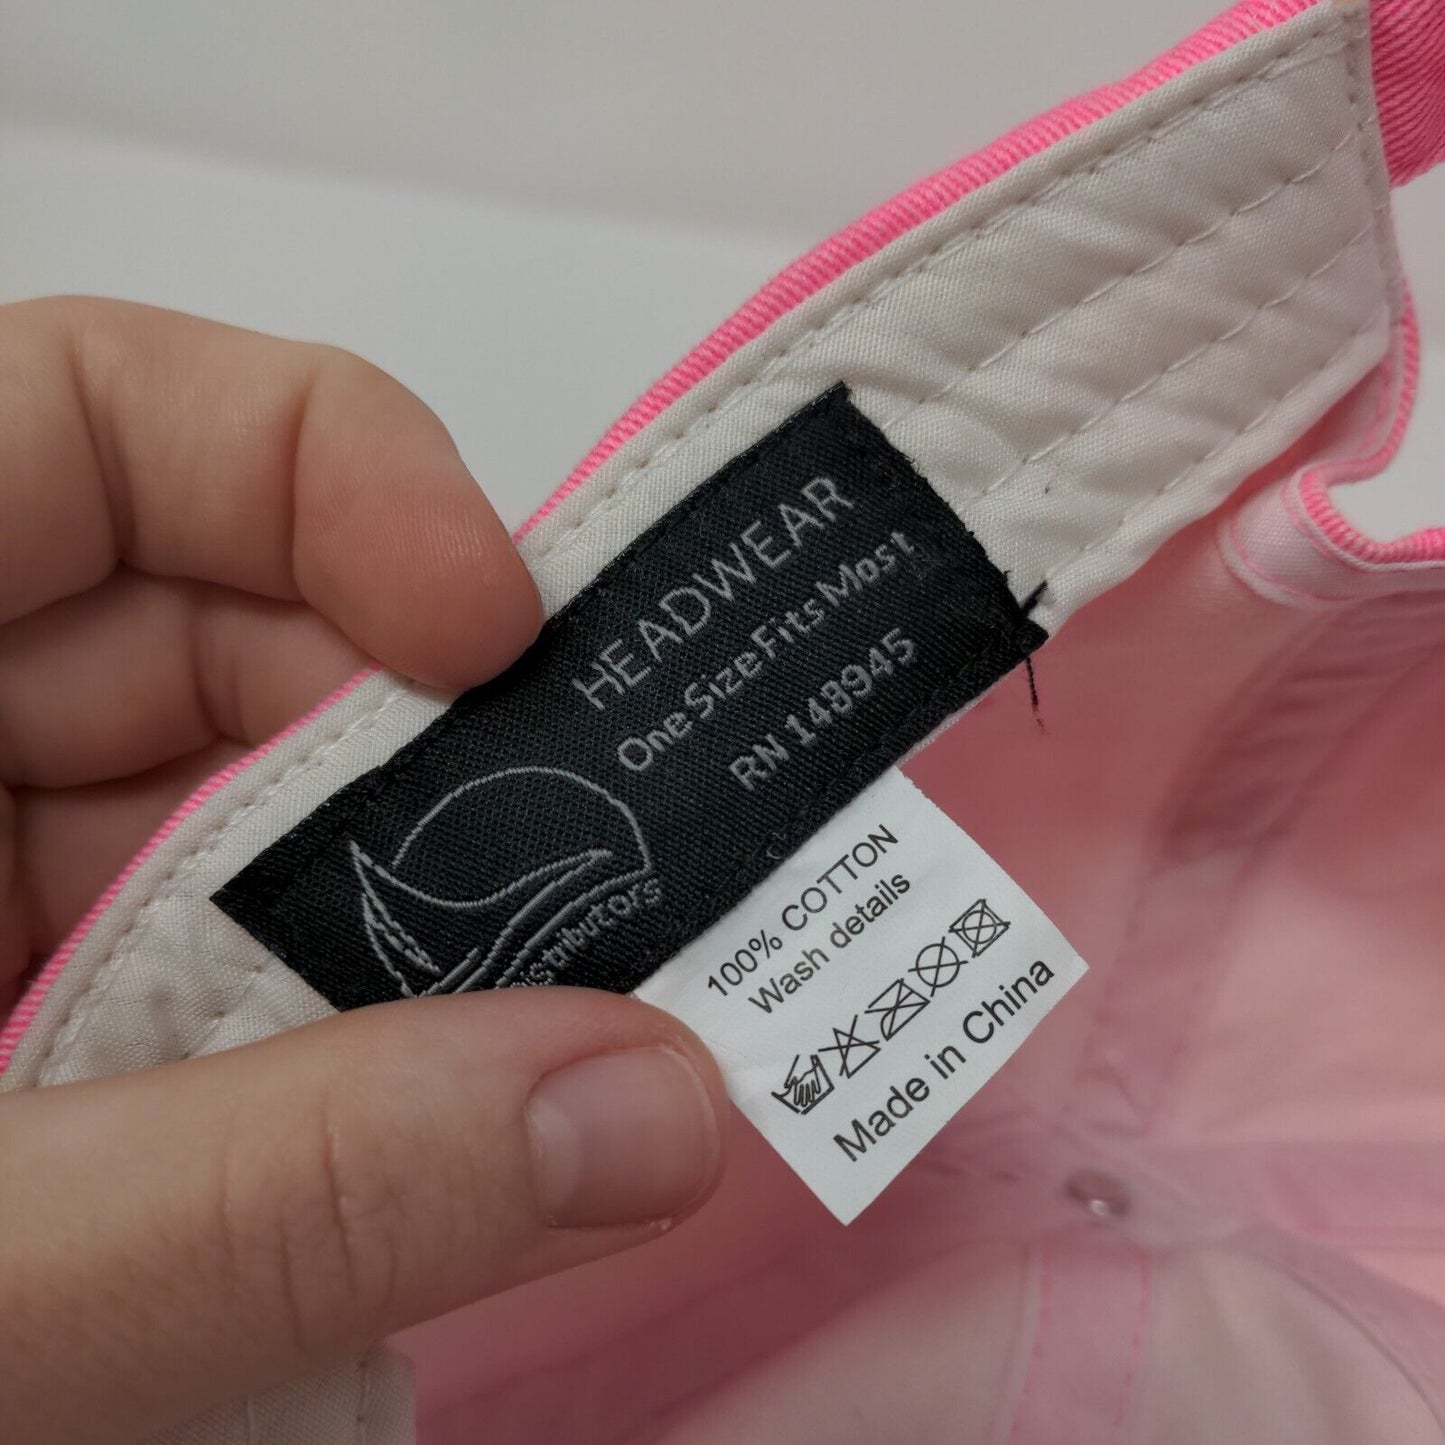 HEADWEAR
One Size Fits Most
RN 148945
100% COTTON
Wash details
Made in China